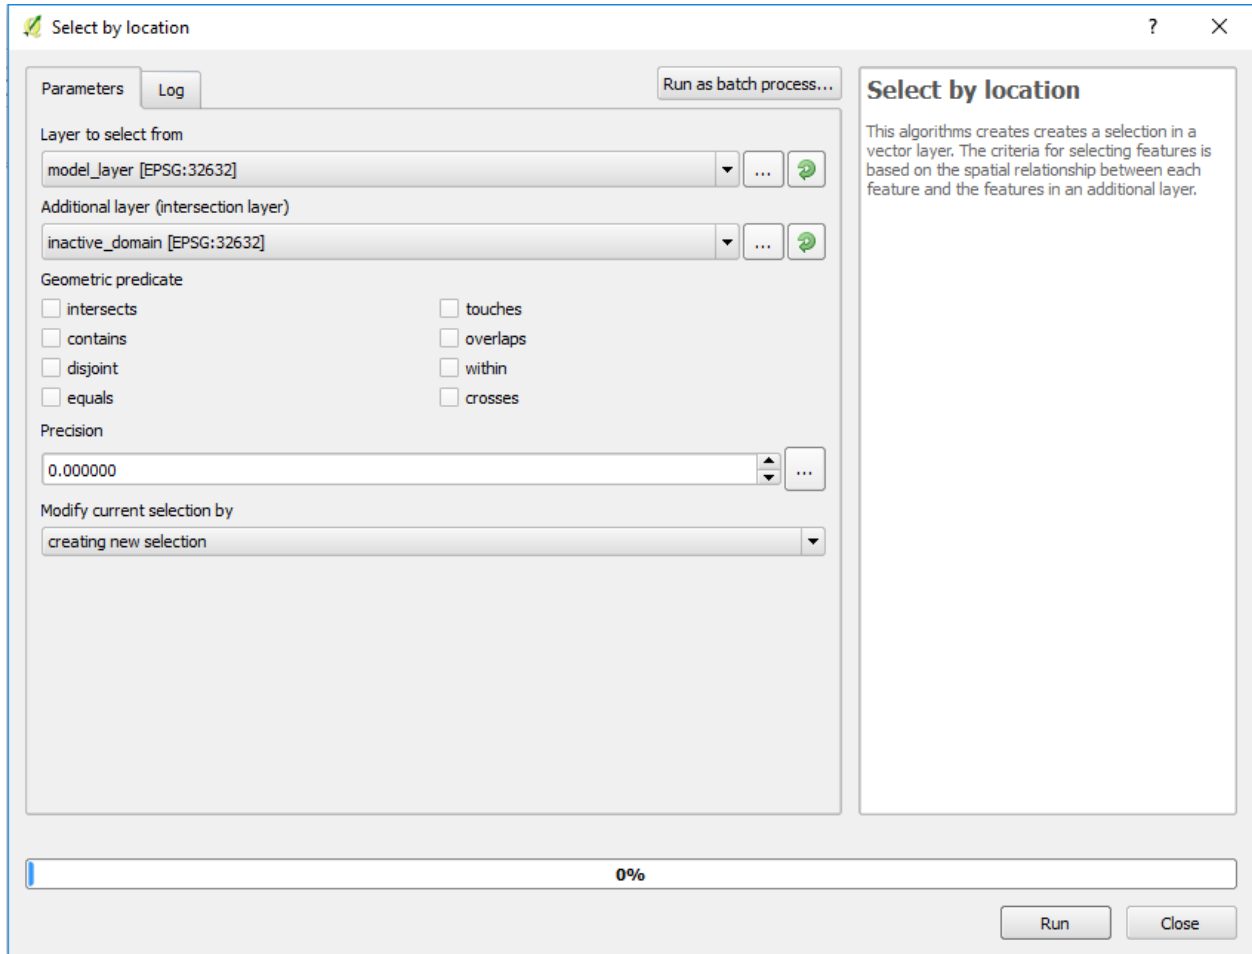 Select by location
?
Parameters
Log
Run as batch process...
Layer to select from
model_layer [EPSG:32632]
...
Additional layer (intersection layer)
inactive_domain [EPSG:32632]
...
Geometric predicate
intersects
touches
contains
overlaps
disjoint
within
equals
crosses
Precision
0.000000
...
Modify current selection by
creating new selection
Select by location
This algorithms creates creates a selection in a
vector layer. The criteria for selecting features is
based on the spatial relationship between each
feature and the features in an additional layer.
0%
Run
Close